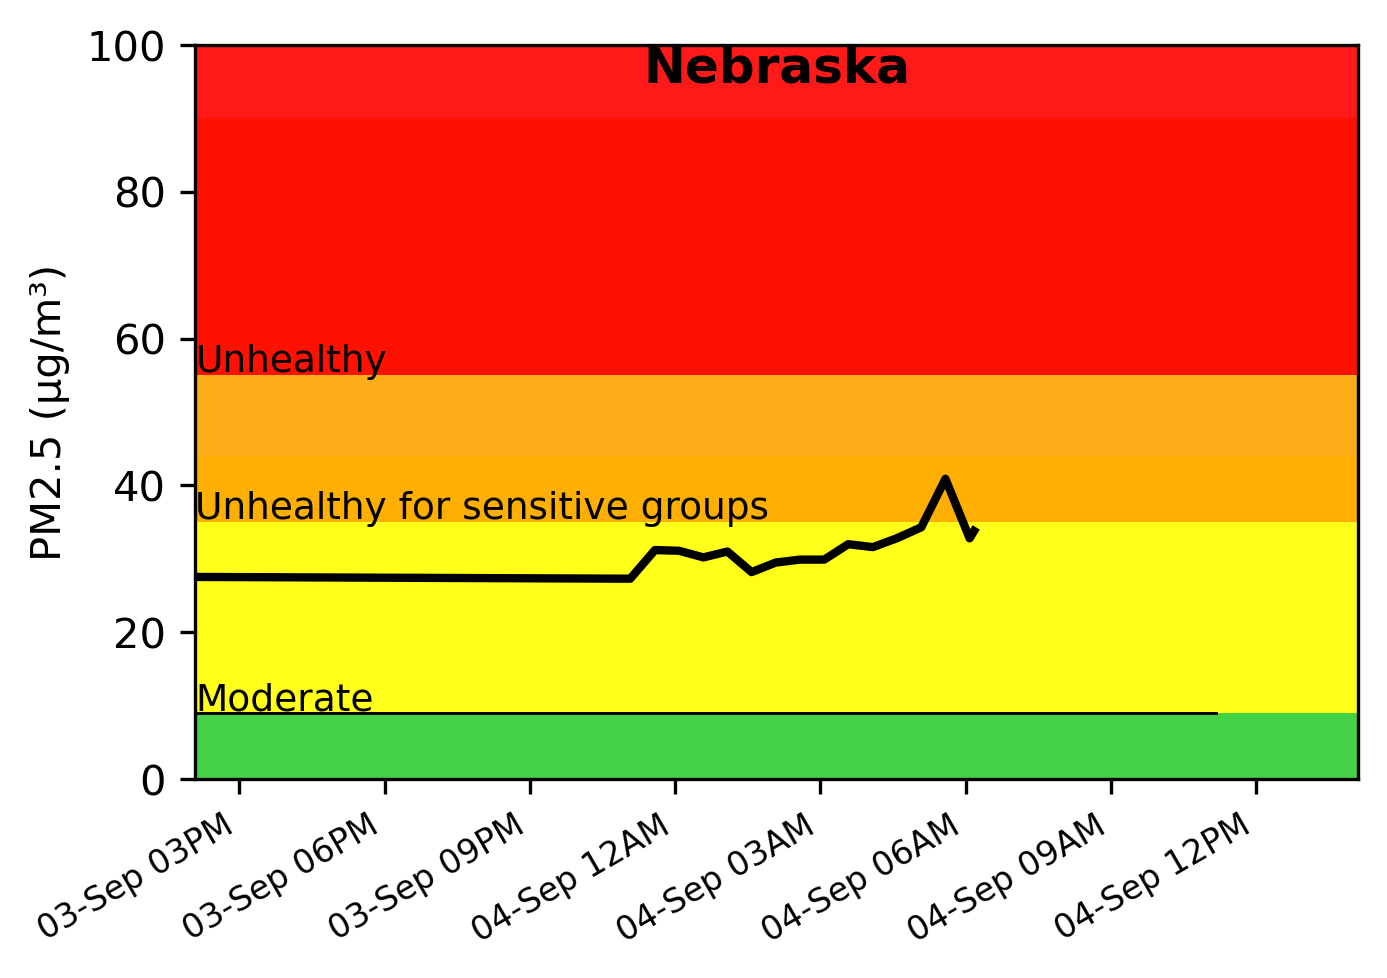 Nebraska
100
80
60
40
20
0
PM2.5 (µg/m³)
Unhealthy
Unhealthy for sensitive groups
Moderate
03-Sep 03PM
03-Sep 06PM
03-Sep 09PM
04-Sep 12AM
04-Sep 03AM
04-Sep 06AM
04-Sep 09AM
04-Sep 12PM